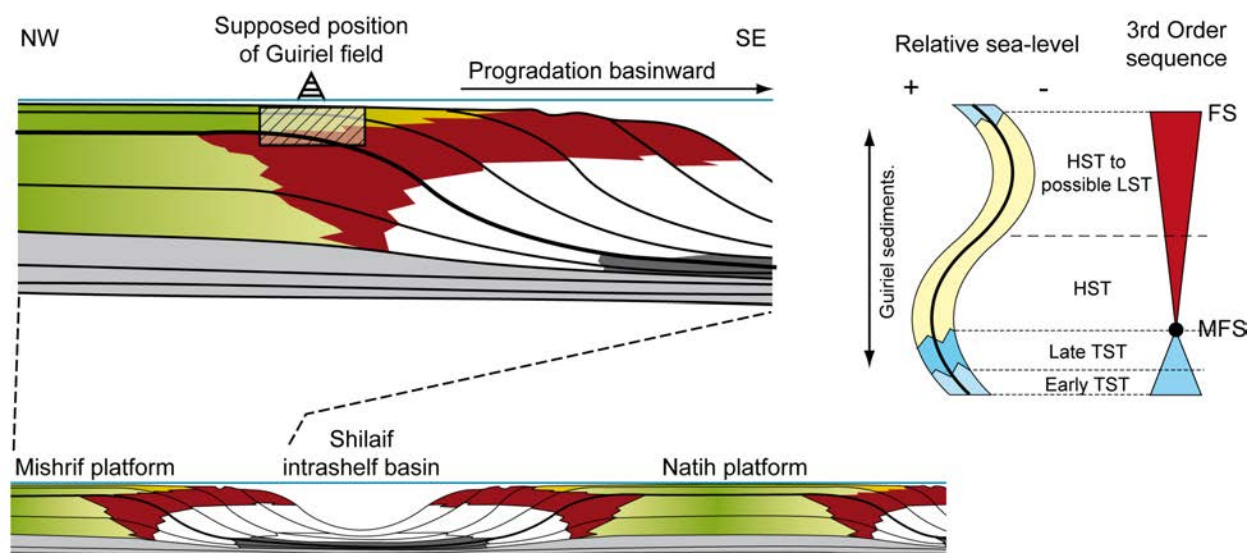 NW
Supposed position
of Guiriel field
SE
Progradation basinward
Relative sea-level
+
-
3rd Order
sequence
FS
HST to
possible LST
Guiriel sediments.
HST
MFS
Late TST
Early TST
Mishrif platform
Shilaif
intrashelf basin
Natih platform